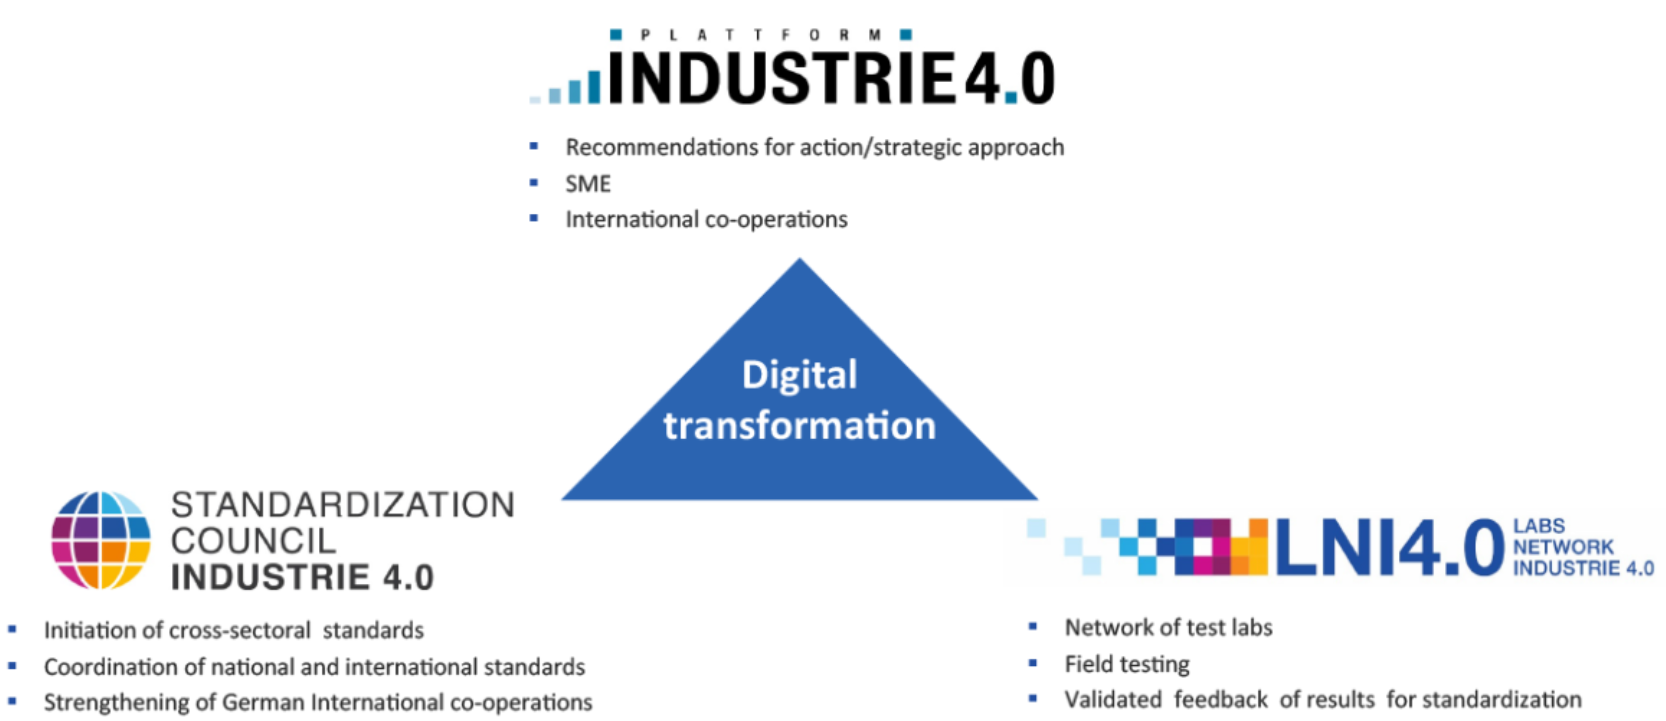 PLATTFORM
INDUSTRIE4.0
▪ Recommendations for action/strategic approach
▪ SME
▪ International co-operations
Digital
transformation
STANDARDIZATION
COUNCIL
INDUSTRIE 4.0
▪ Initiation of cross-sectoral standards
▪ Coordination of national and international standards
▪ Strengthening of German International co-operations
LNI4.0
LABS
NETWORK
INDUSTRIE 4.0
▪ Network of test labs
▪ Field testing
▪ Validated feedback of results for standardization